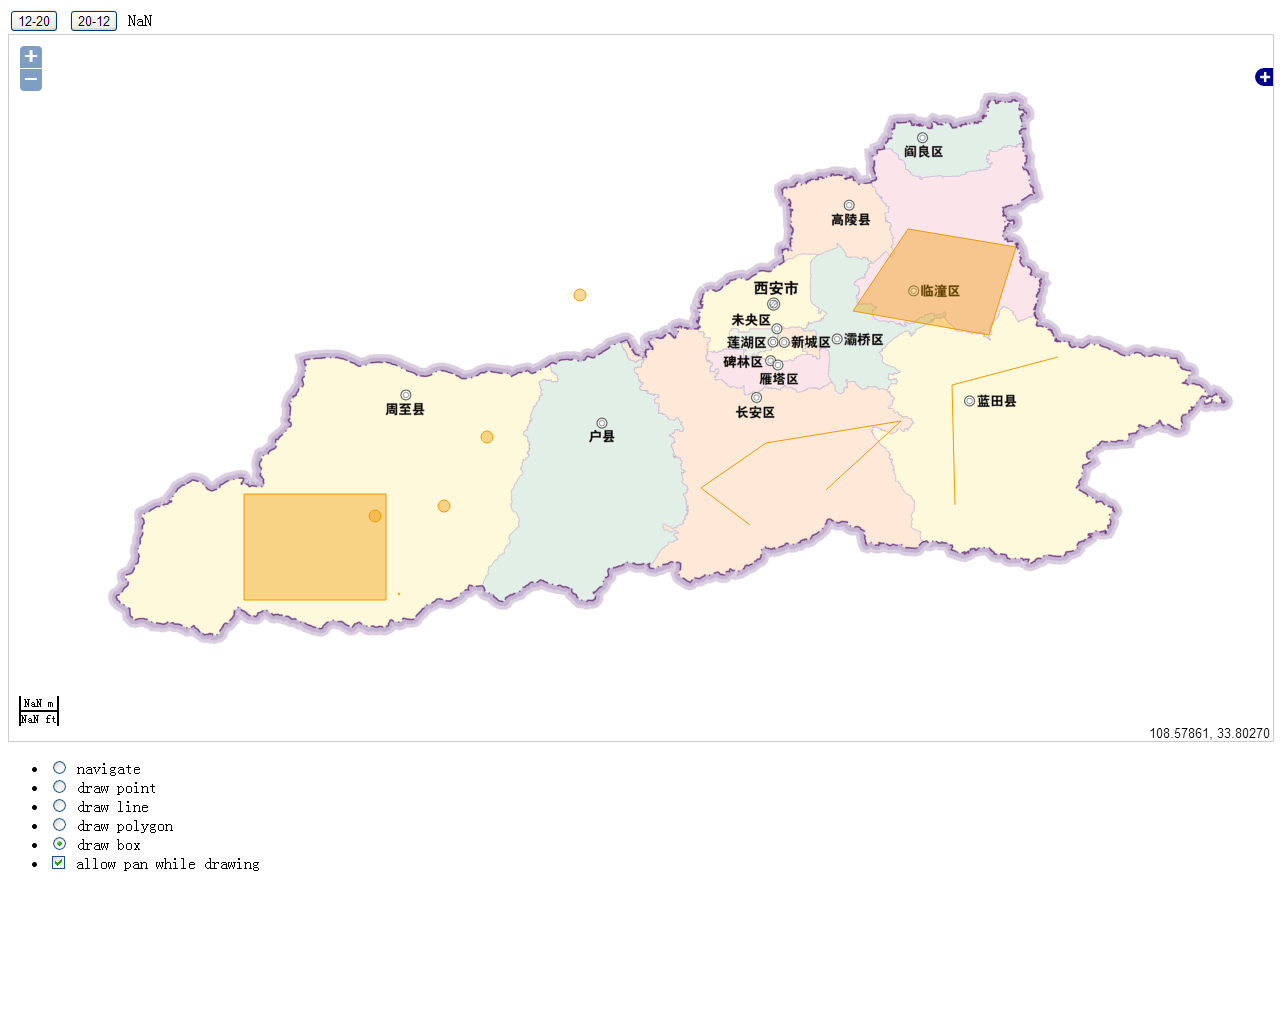 12-20 20-12 NaN
+
−
+
阎良区
高陵县
西安市
临潼区
未央区
莲湖区 新城区 灞桥区
碑林区
雁塔区
周至县
长安区
蓝田县
户县
NaN m
NaN ft
108.57861, 33.80270
navigate
draw point
draw line
draw polygon
draw box
allow pan while drawing